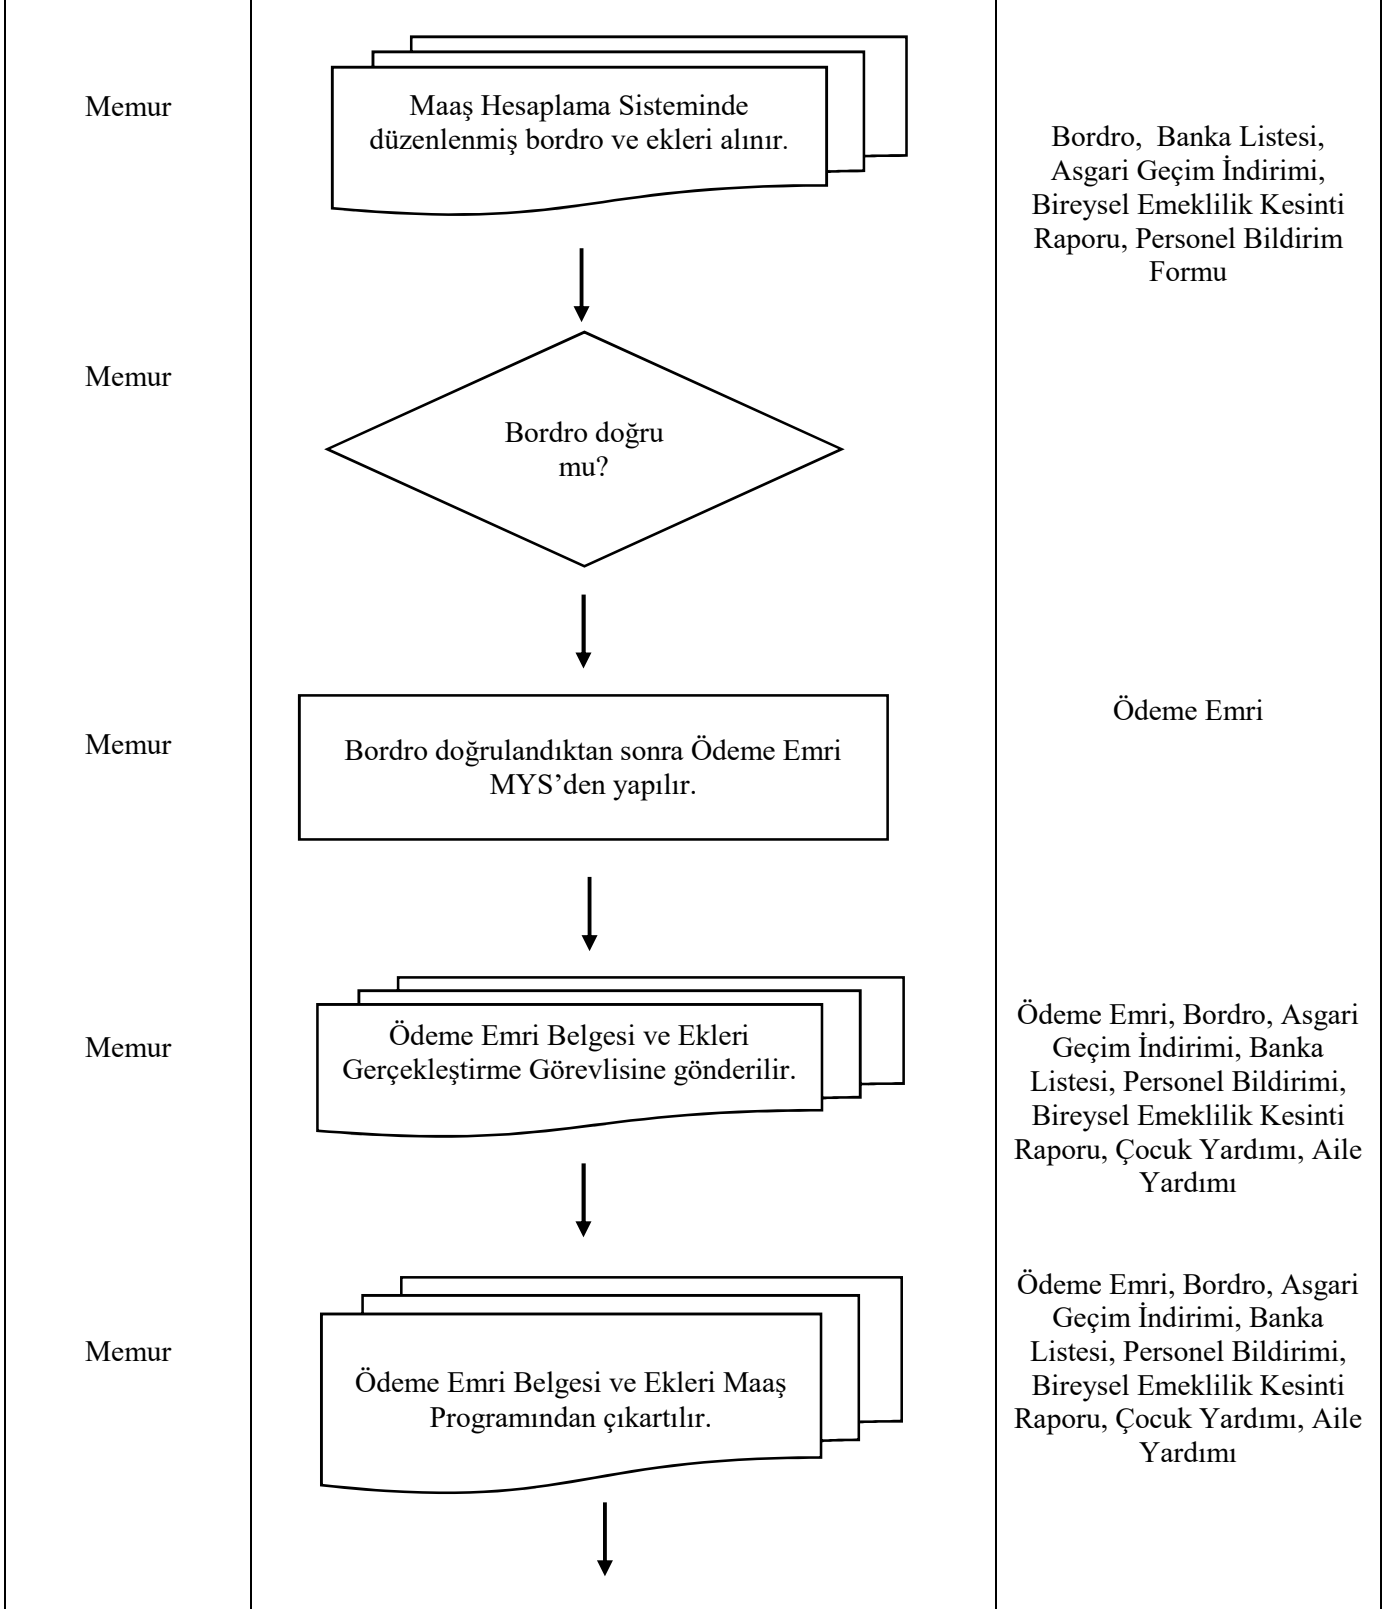 Memur
Maaş Hesaplama Sisteminde
düzenlenmiş bordro ve ekleri alınır.
Bordro,  Banka Listesi,
Asgari Geçim İndirimi,
Bireysel Emeklilik Kesinti
Raporu, Personel Bildirim
Formu
Memur
Bordro doğru
mu?
Memur
Bordro doğrulandıktan sonra Ödeme Emri
MYS’den yapılır.
Ödeme Emri
Memur
Ödeme Emri Belgesi ve Ekleri
Gerçekleştirme Görevlisine gönderilir.
Ödeme Emri, Bordro, Asgari
Geçim İndirimi, Banka
Listesi, Personel Bildirimi,
Bireysel Emeklilik Kesinti
Raporu, Çocuk Yardımı, Aile
Yardımı
Memur
Ödeme Emri Belgesi ve Ekleri Maaş
Programından çıkartılır.
Ödeme Emri, Bordro, Asgari
Geçim İndirimi, Banka
Listesi, Personel Bildirimi,
Bireysel Emeklilik Kesinti
Raporu, Çocuk Yardımı, Aile
Yardımı